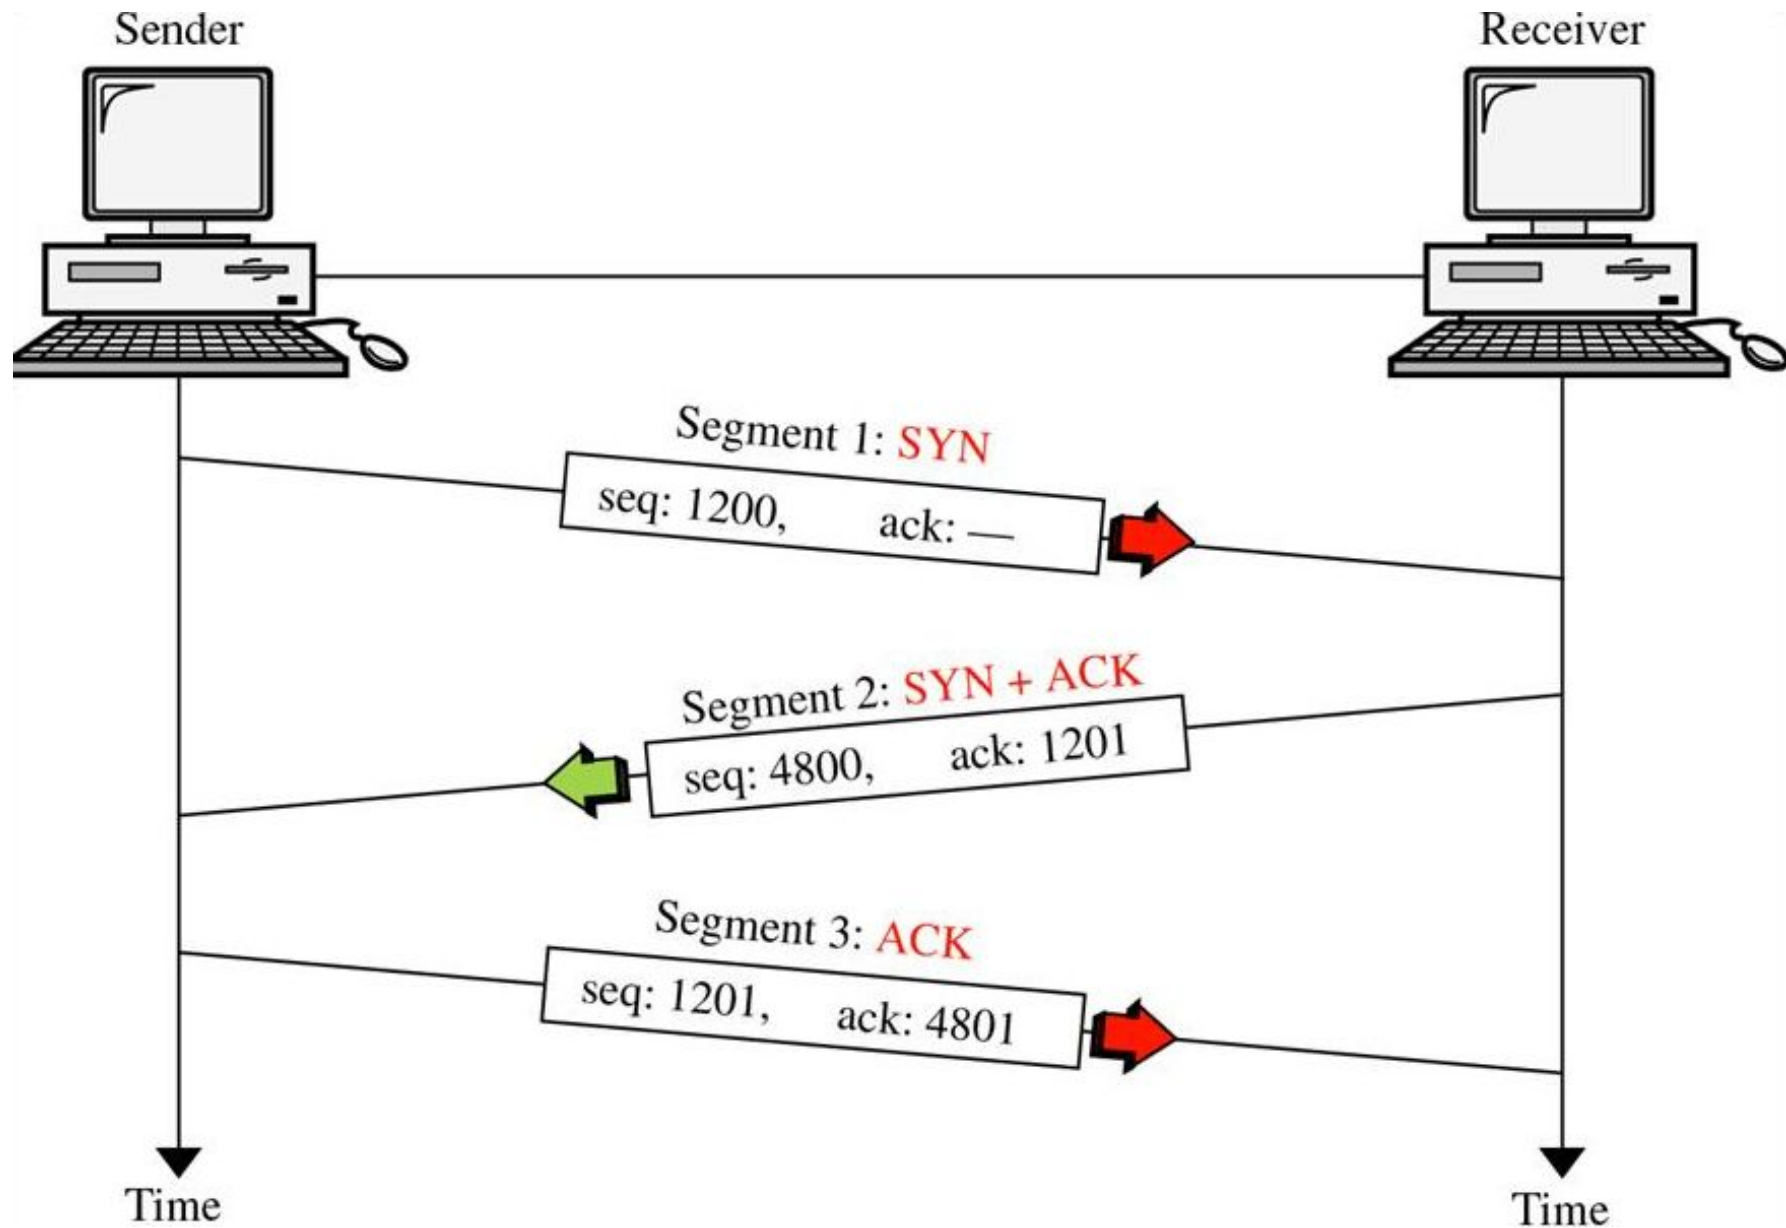 Sender
Receiver
Segment 1: SYN
seq: 1200, ack: —
Segment 2: SYN + ACK
seq: 4800, ack: 1201
Segment 3: ACK
seq: 1201, ack: 4801
Time
Time